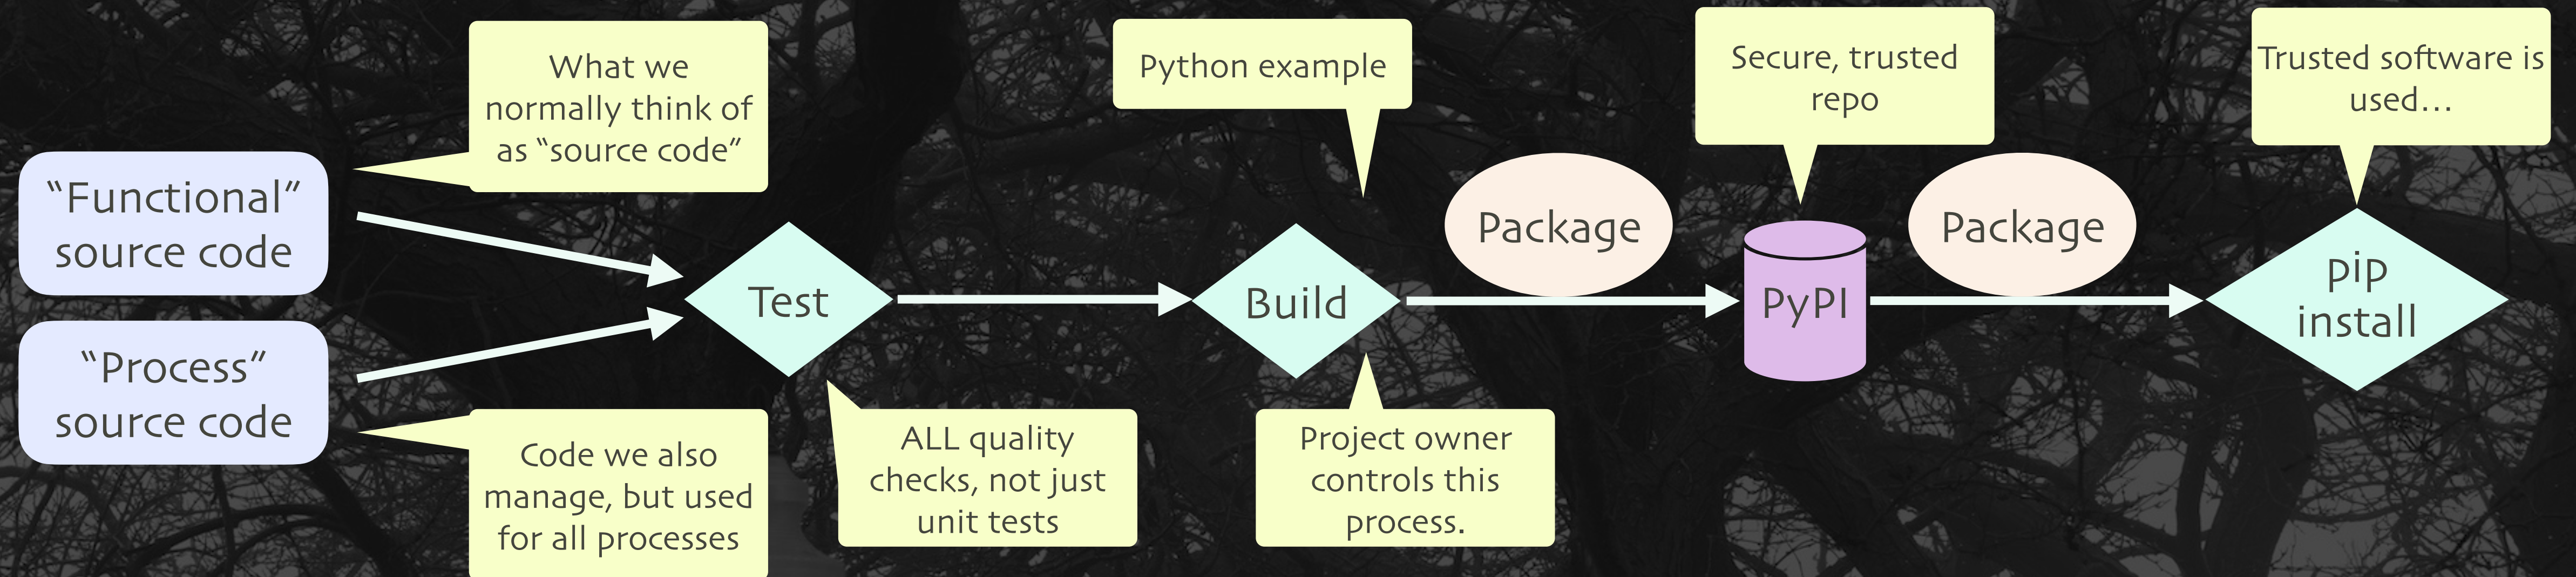 What we
normally think of
as “source code”
Python example
Secure, trusted
repo
Trusted software is
used...
“Functional”
source code
“Process”
source code
Test
Build
Package
PyPI
Package
pip
install
Code we also
manage, but used
for all processes
ALL quality
checks, not just
unit tests
Project owner
controls this
process.